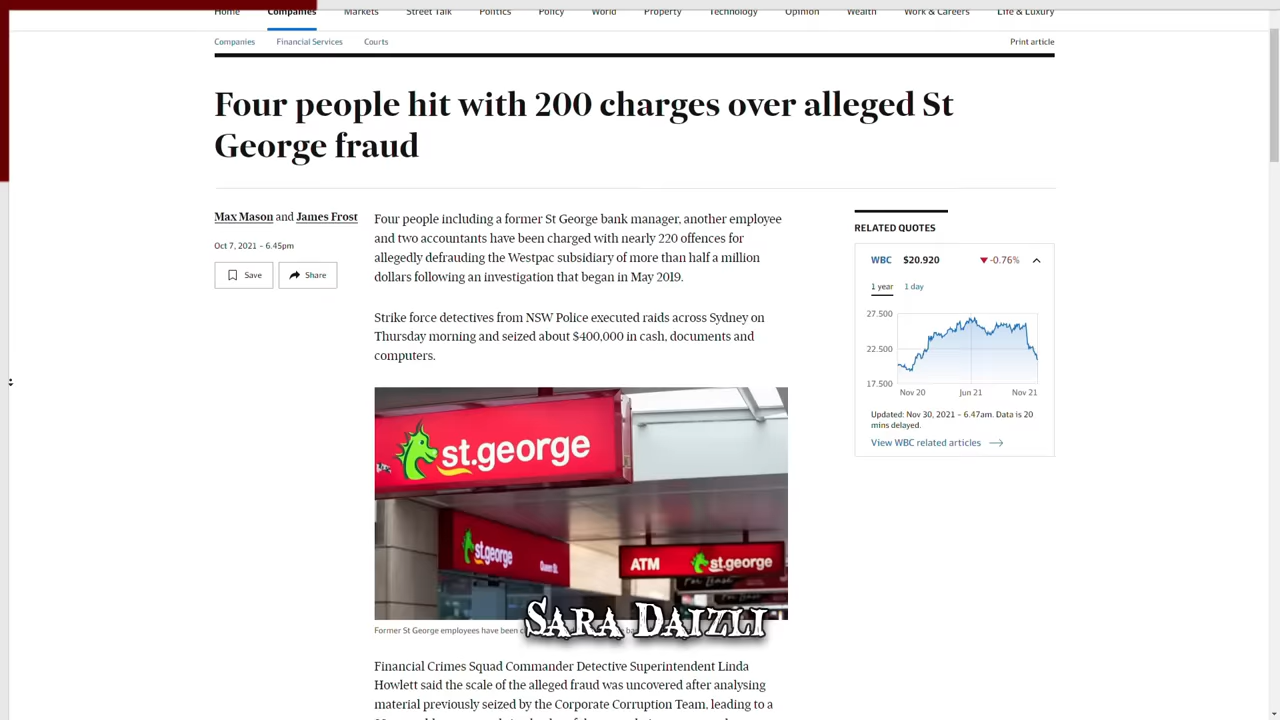 Home Companies Markets Street Talk Politics Policy World Property Technology Opinion Wealth Work & Careers Life & Luxury
Companies Financial Services Courts Print article
Four people hit with 200 charges over alleged St
George fraud
Max Mason and James Frost
Oct 7, 2021 – 6.45pm
Save Share
Four people including a former St George bank manager, another employee
and two accountants have been charged with nearly 220 offences for
allegedly defrauding the Westpac subsidiary of more than half a million
dollars following an investigation that began in May 2019.
Strike force detectives from NSW Police executed raids across Sydney on
Thursday morning and seized about $400,000 in cash, documents and
computers.
RELATED QUOTES
WBC $20.920 -0.76%
1 year 1 day
27.500
22.500
17.500
Nov 20 Jun 21 Nov 21
Updated: Nov 30, 2021 – 6.47am. Data is 20
mins delayed.
View WBC related articles
st.george
st.george Queen St.
ATM st.george
For Lease
SARA DAIZLI
Former St George employees have been
Financial Crimes Squad Commander Detective Superintendent Linda
Howlett said the scale of the alleged fraud was uncovered after analysing
material previously seized by the Corporate Corruption Team, leading to a